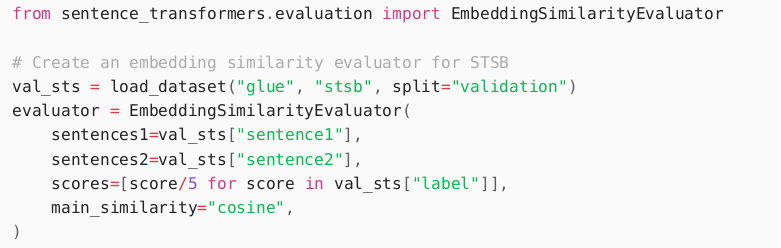 from sentence_transformers.evaluation import EmbeddingSimilarityEvaluator

# Create an embedding similarity evaluator for STSB
val_sts = load_dataset("glue", "stsb", split="validation")
evaluator = EmbeddingSimilarityEvaluator(
    sentences1=val_sts["sentence1"],
    sentences2=val_sts["sentence2"],
    scores=[score/5 for score in val_sts["label"]],
    main_similarity="cosine",
)